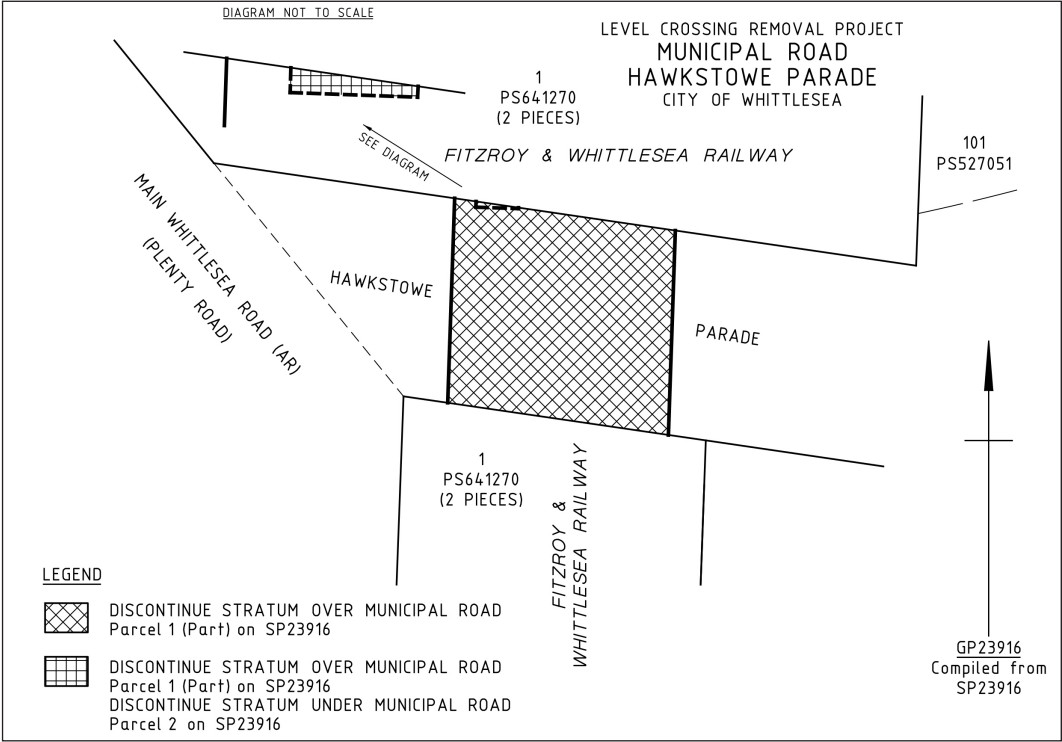 DIAGRAM NOT TO SCALE
LEVEL CROSSING REMOVAL PROJECT
MUNICIPAL ROAD
HAWKSTOWE PARADE
CITY OF WHITTLESEA
1
PS641270
(2 PIECES)
SEE DIAGRAM
FITZROY & WHITTLESEA RAILWAY
101
PS527051
MAIN WHITTLESEA ROAD (AR)
(PLENTY ROAD)
HAWKSTOWE
PARADE
1
PS641270
(2 PIECES)
FITZROY &
WHITTLESEA RAILWAY
LEGEND
DISCONTINUE STRATUM OVER MUNICIPAL ROAD
Parcel 1 (Part) on SP23916
DISCONTINUE STRATUM OVER MUNICIPAL ROAD
Parcel 1 (Part) on SP23916
DISCONTINUE STRATUM UNDER MUNICIPAL ROAD
Parcel 2 on SP23916
GP23916
Compiled from
SP23916